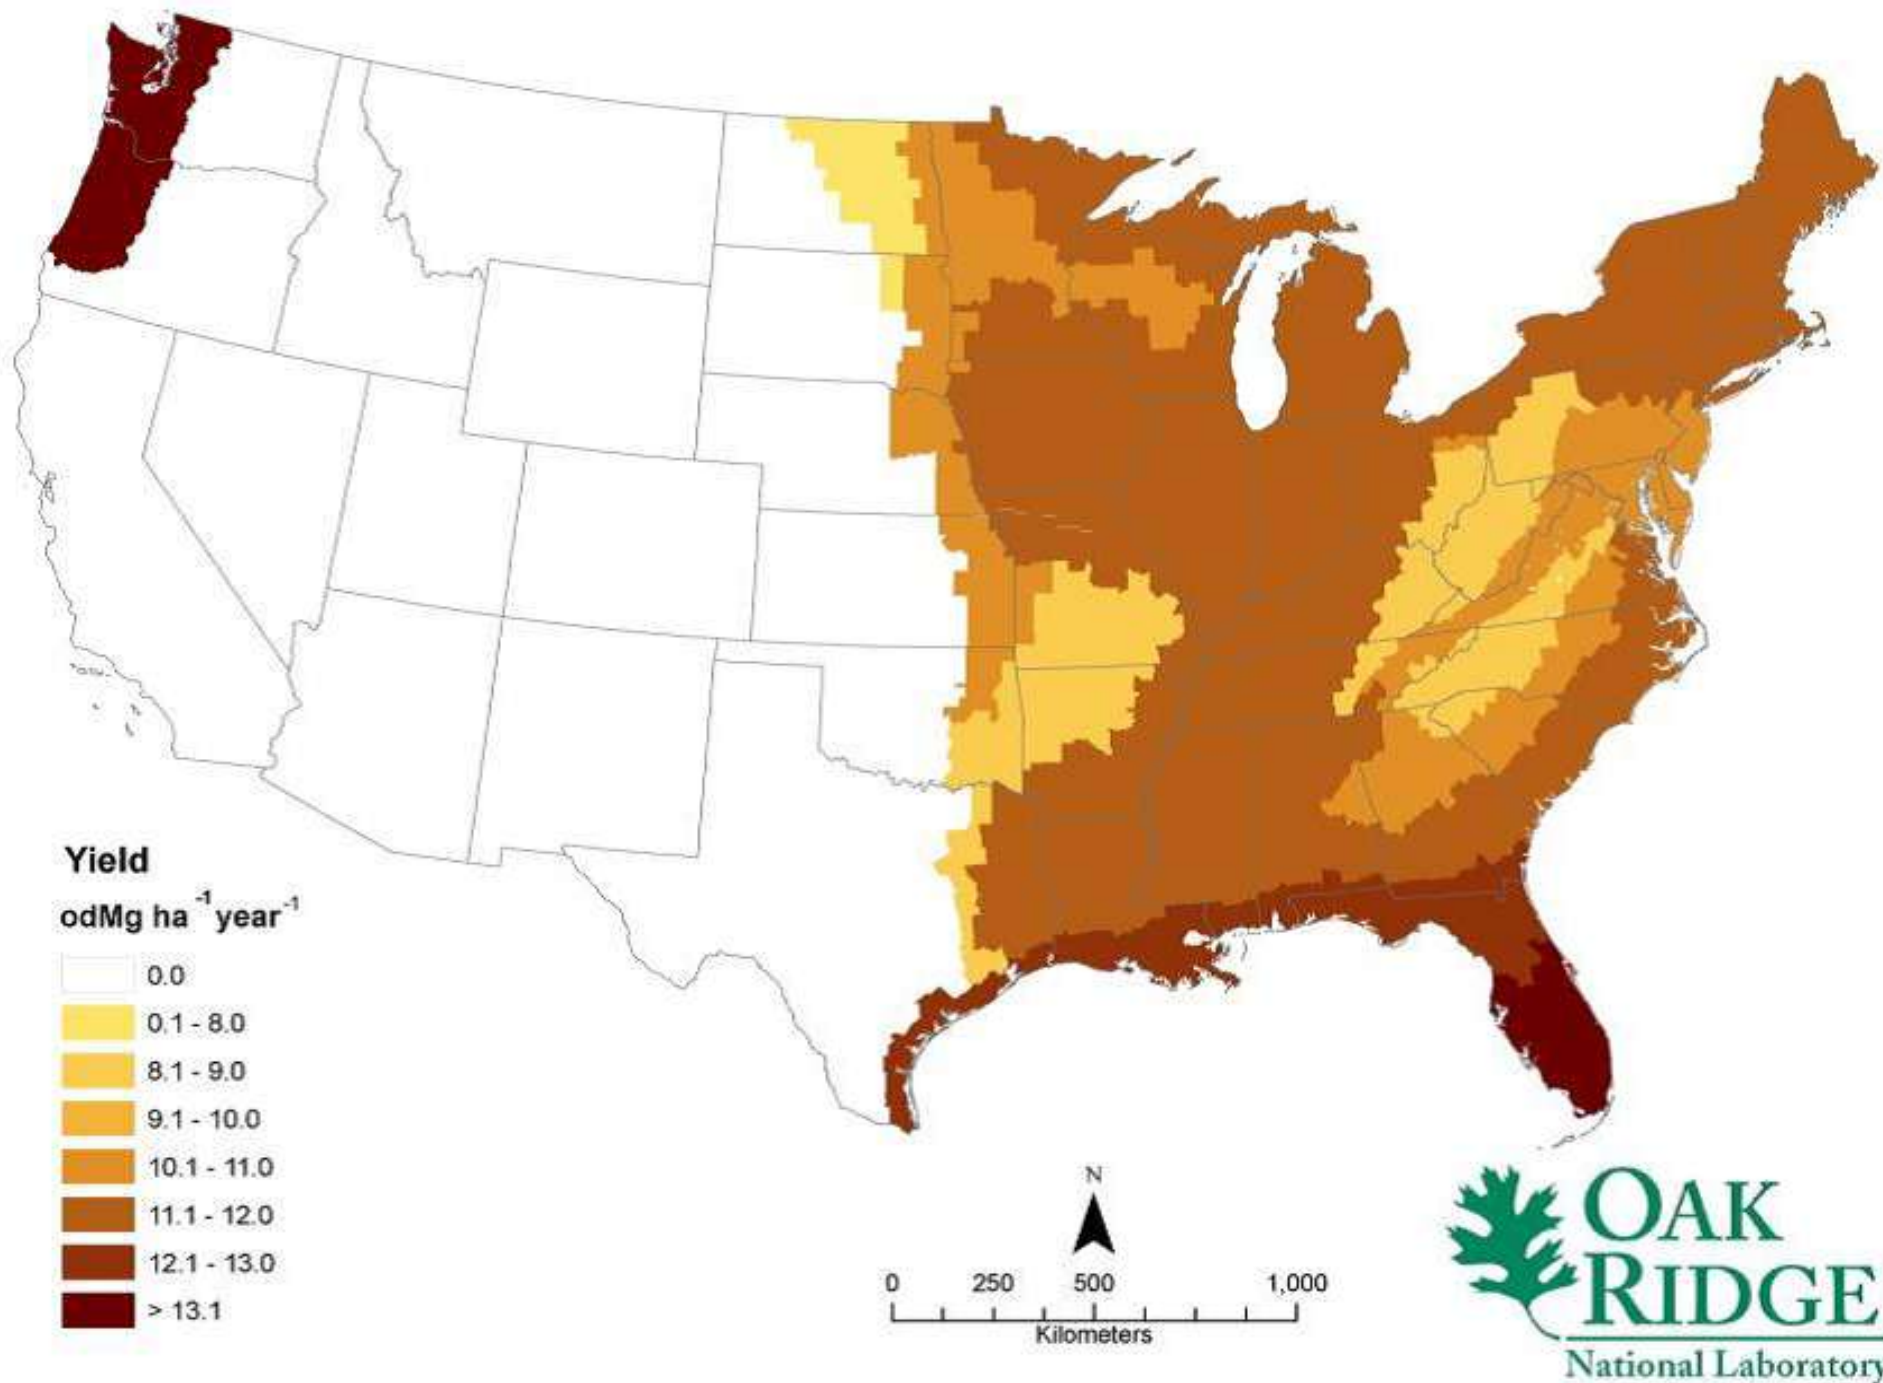 Yield
odMg ha⁻¹ year⁻¹
0.0
0.1 - 8.0
8.1 - 9.0
9.1 - 10.0
10.1 - 11.0
11.1 - 12.0
12.1 - 13.0
> 13.1
N
0 250 500 1,000
Kilometers
OAK
RIDGE
National Laboratory